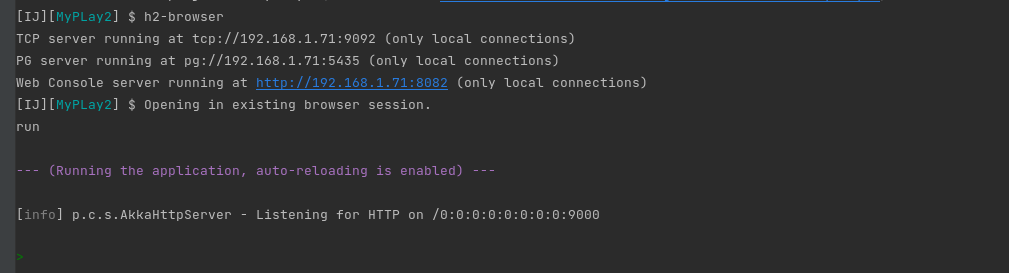 [IJ][MyPLay2] $ h2-browser
TCP server running at tcp://192.168.1.71:9092 (only local connections)
PG server running at pg://192.168.1.71:5435 (only local connections)
Web Console server running at http://192.168.1.71:8082 (only local connections)
[IJ][MyPLay2] $ Opening in existing browser session.
run
--- (Running the application, auto-reloading is enabled) ---
[info] p.c.s.AkkaHttpServer - Listening for HTTP on /0:0:0:0:0:0:0:0:9000
>